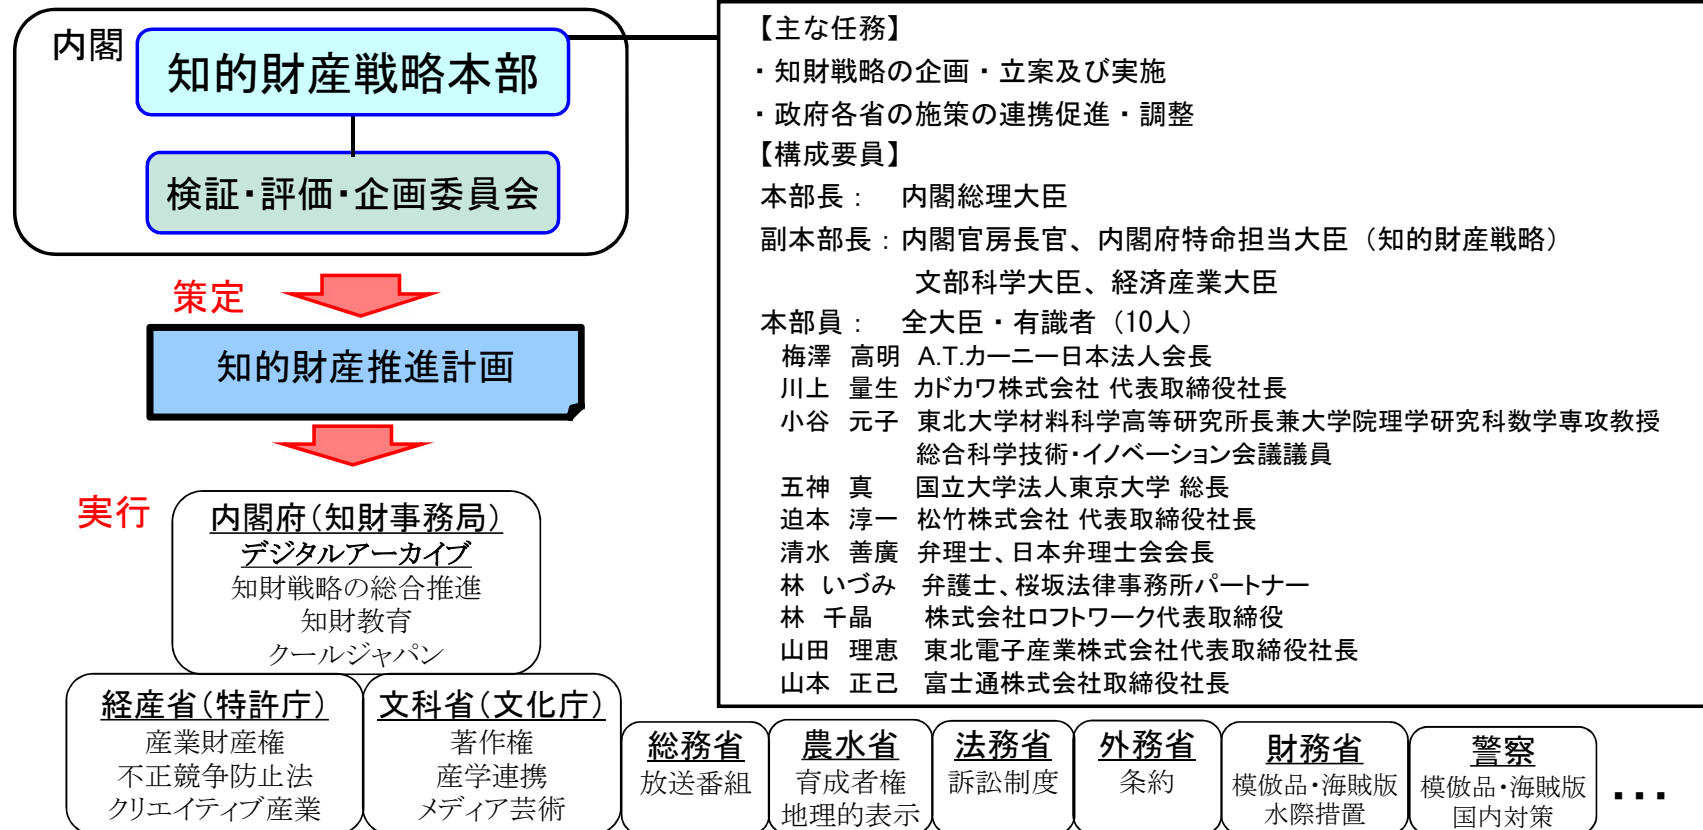 内閣
知的財産戦略本部
検証・評価・企画委員会
策定
知的財産推進計画
実行
内閣府(知財事務局)
デジタルアーカイブ
知財戦略の総合推進
知財教育
クールジャパン
経産省(特許庁)
産業財産権
不正競争防止法
クリエイティブ産業
文科省(文化庁)
著作権
産学連携
メディア芸術
総務省
放送番組
農水省
育成者権
地理的表示
法務省
訴訟制度
外務省
条約
財務省
模倣品・海賊版
水際措置
警察
模倣品・海賊版
国内対策
・・・
【主な任務】
・知財戦略の企画・立案及び実施
・政府各省の施策の連携促進・調整
【構成要員】
本部長： 内閣総理大臣
副本部長：内閣官房長官、内閣府特命担当大臣（知的財産戦略）
文部科学大臣、経済産業大臣
本部員： 全大臣・有識者（10人）
梅澤 高明 A.T.カーニー日本法人会長
川上 量生 カドカワ株式会社 代表取締役社長
小谷 元子 東北大学材料科学高等研究所長兼大学院理学研究科数学専攻教授
総合科学技術・イノベーション会議議員
五神 真 国立大学法人東京大学 総長
迫本 淳一 松竹株式会社 代表取締役社長
清水 善廣 弁理士、日本弁理士会会長
林 いづみ 弁護士、桜坂法律事務所パートナー
林 千晶 株式会社ロフトワーク代表取締役
山田 理恵 東北電子産業株式会社代表取締役社長
山本 正己 富士通株式会社取締役社長